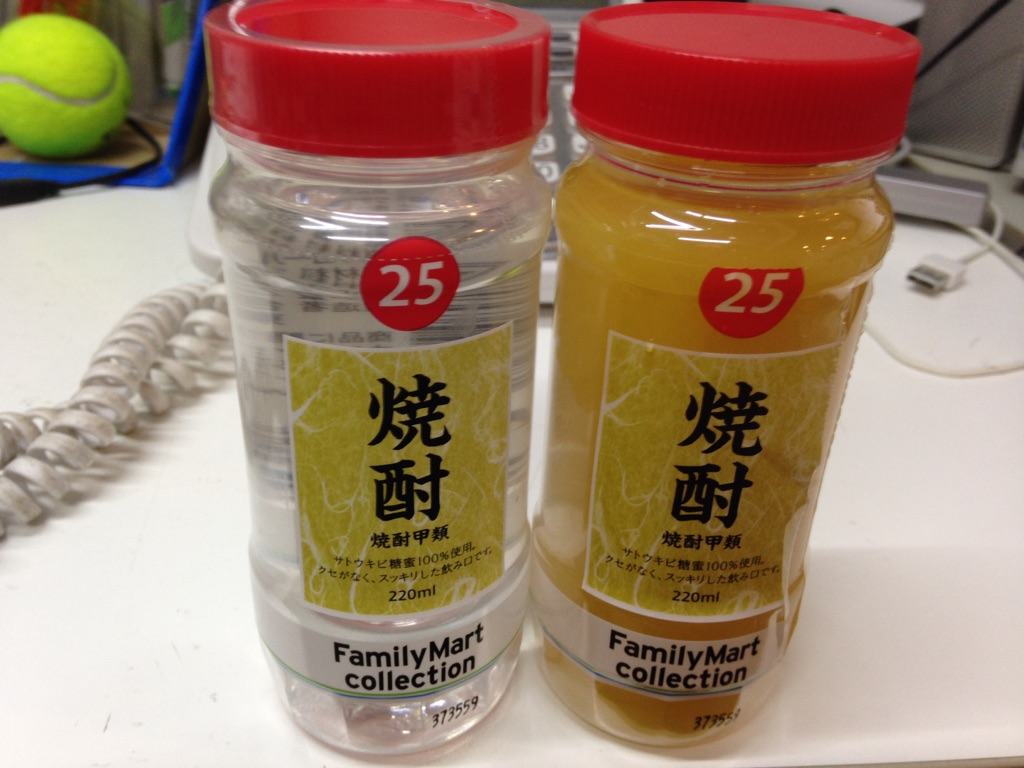 25
焼
酎
焼酎甲類
サトウキビ糖蜜100%使用。
クセがなく、スッキリした飲み口です。
220ml
FamilyMart
collection
373559
25
焼
酎
焼酎甲類
サトウキビ糖蜜100%使用。
クセがなく、スッキリした飲み口です。
220ml
FamilyMart
collection
373559